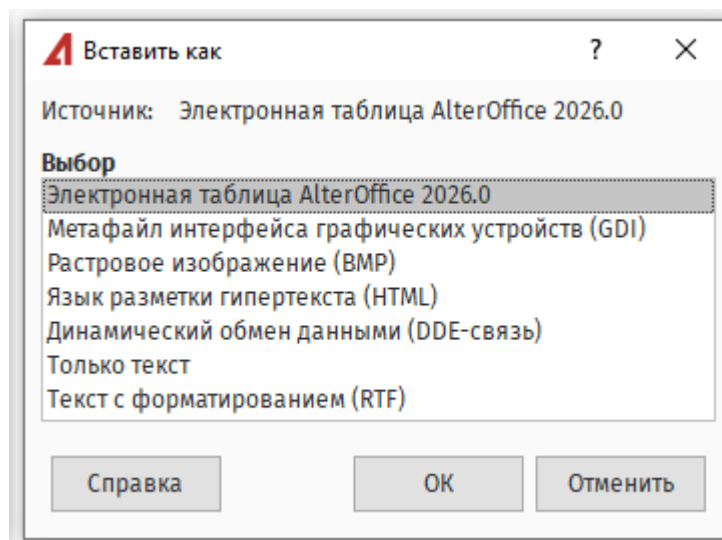 Вставить как ?
Источник: Электронная таблица AlterOffice 2026.0
Выбор
Электронная таблица AlterOffice 2026.0
Метафайл интерфейса графических устройств (GDI)
Растровое изображение (BMP)
Язык разметки гипертекста (HTML)
Динамический обмен данными (DDE-связь)
Только текст
Текст с форматированием (RTF)
Справка ОК Отменить